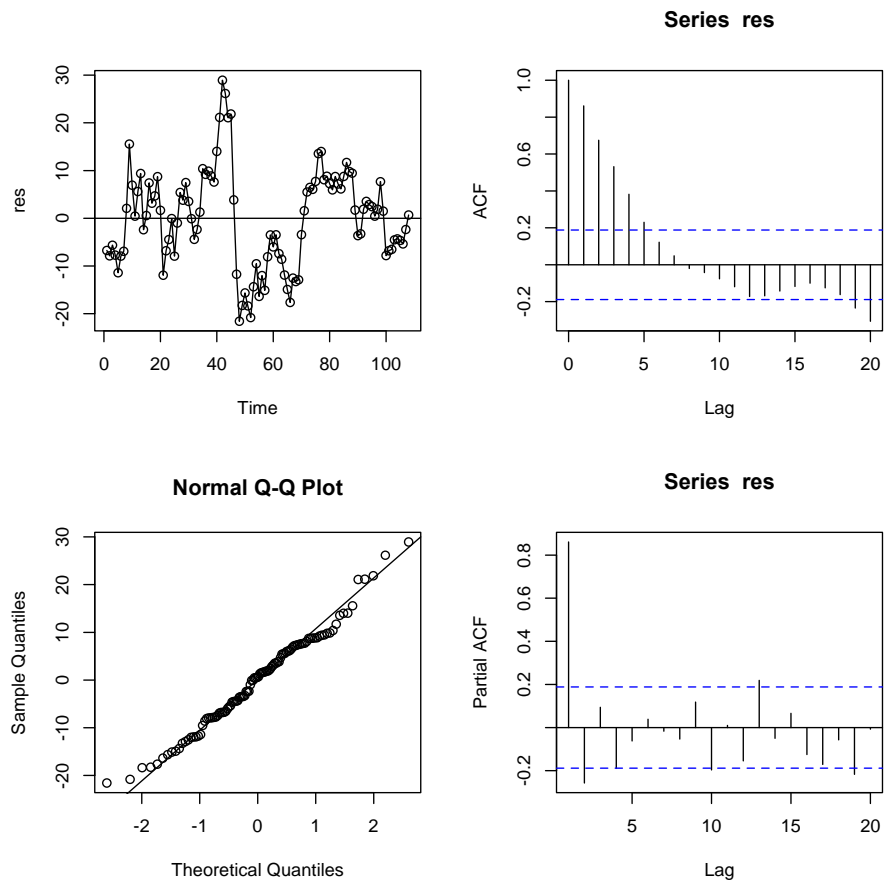 Series res
30
20
10
0
-10
-20
res
0 20 40 60 80 100
Time
1.0
0.6
0.2
-0.2
ACF
0 5 10 15 20
Lag
Normal Q-Q Plot
30
20
10
0
-10
-20
Sample Quantiles
-2 -1 0 1 2
Theoretical Quantiles
Series res
0.8
0.6
0.4
0.2
-0.2
Partial ACF
5 10 15 20
Lag